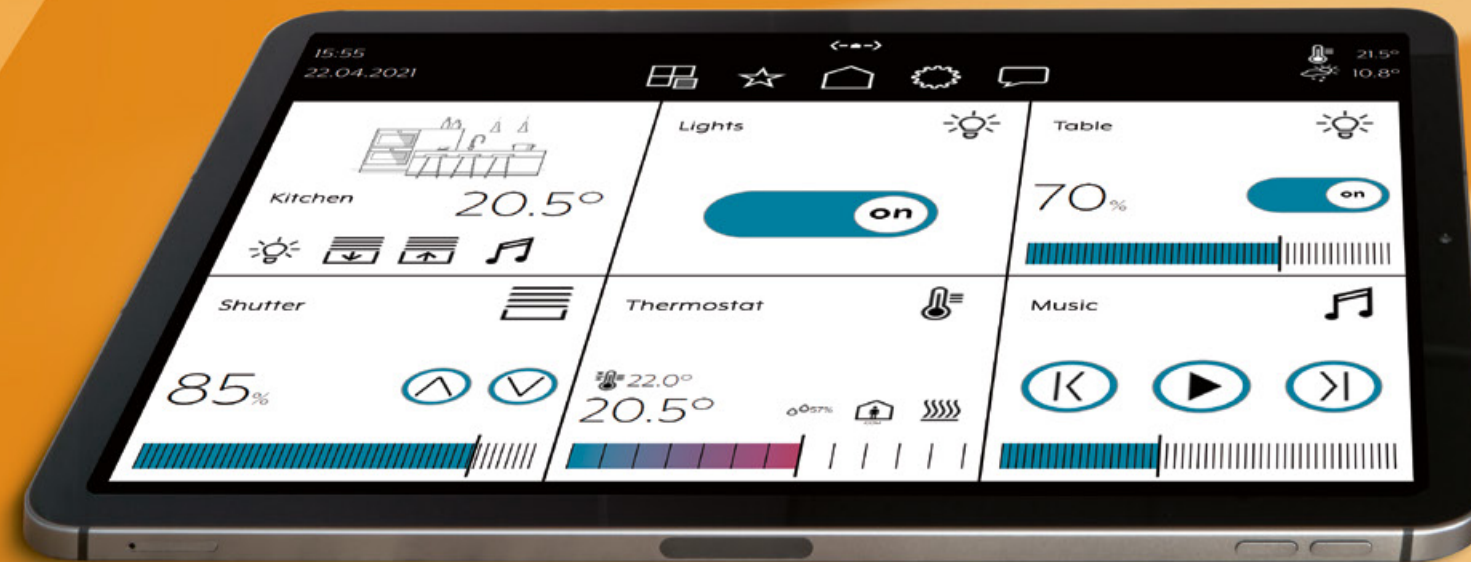 15:55
22.04.2021
21.5°
10.8°
Kitchen
20.5°
Lights
on
Table
70%
on
Shutter
85%
Thermostat
22.0°
20.5°
57%
Music